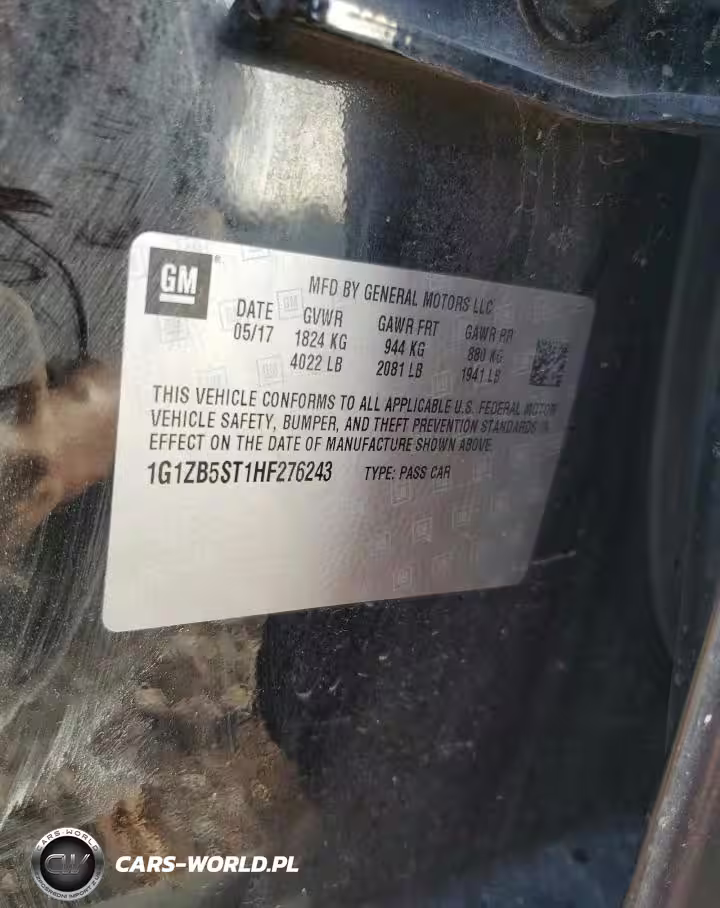 GM ®
MFD BY GENERAL MOTORS LLC
DATE GVWR GAWR FRT GAWR RR
05/17 1824 KG 944 KG 880 KG
4022 LB 2081 LB 1941 LB
THIS VEHICLE CONFORMS TO ALL APPLICABLE U.S. FEDERAL MOTOR
VEHICLE SAFETY, BUMPER, AND THEFT PREVENTION STANDARDS IN
EFFECT ON THE DATE OF MANUFACTURE SHOWN ABOVE.
1G1ZB5ST1HF276243 TYPE: PASS CAR
CARS-WORLD
CARS-WORLD.PL